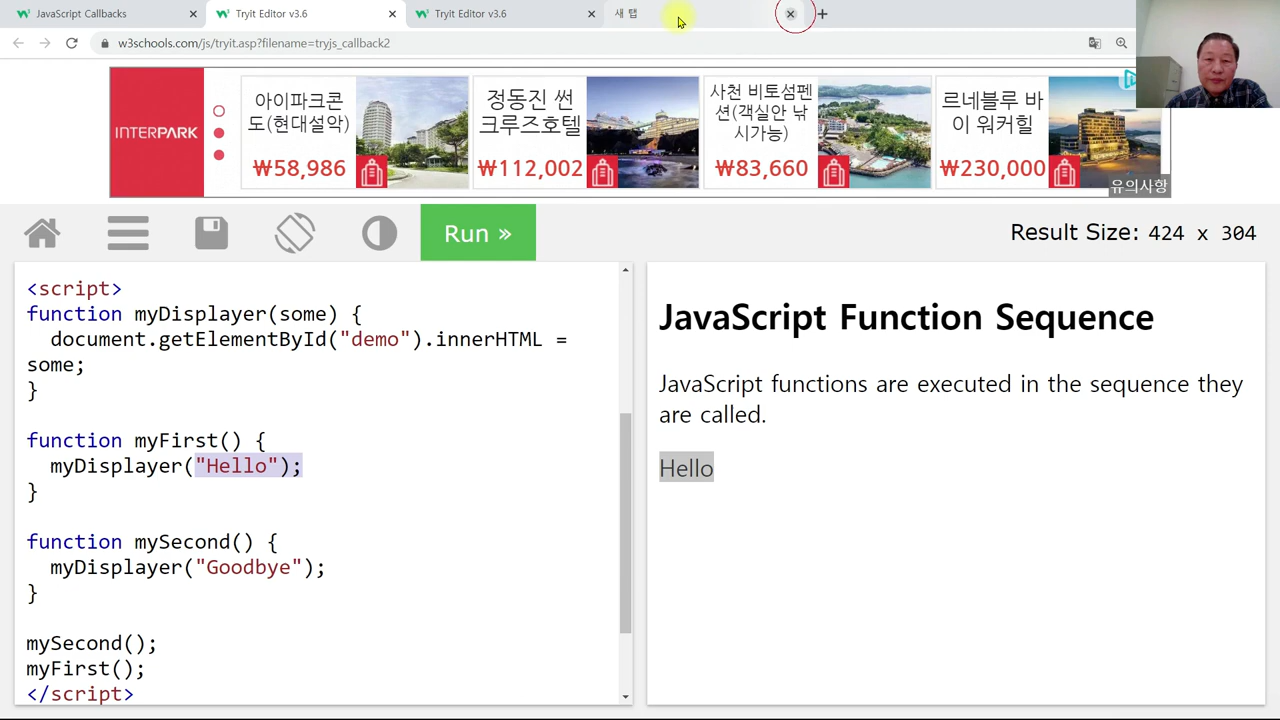 JavaScript Callbacks
Tryit Editor v3.6
Tryit Editor v3.6
새 탭
w3schools.com/js/tryit.asp?filename=tryjs_callback2
INTERPARK
아이파크콘
도(현대설악)
₩58,986
정동진 썬
크루즈호텔
₩112,002
사천 비토섬펜
션(객실안 낚
시가능)
₩83,660
르네블루 바
이 워커힐
₩230,000
유의사항
Run »
Result Size: 424 x 304
<script>
function myDisplayer(some) {
  document.getElementById("demo").innerHTML =
some;
}
function myFirst() {
  myDisplayer("Hello");
}
function mySecond() {
  myDisplayer("Goodbye");
}
mySecond();
myFirst();
</script>
JavaScript Function Sequence
JavaScript functions are executed in the sequence they
are called.
Hello